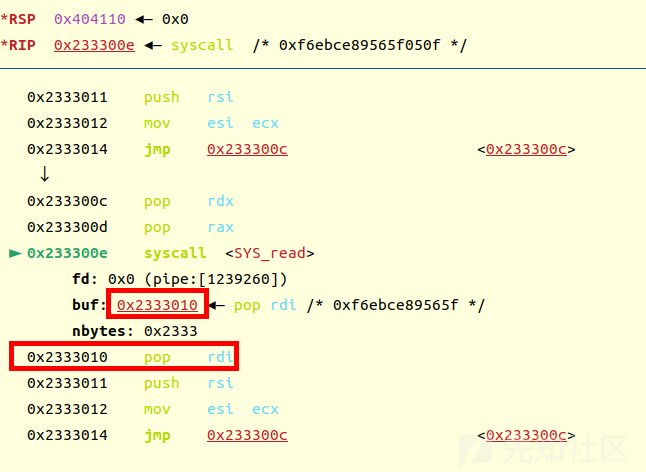 *RSP  0x404110 ◂— 0x0
*RIP  0x233300e ◂— syscall  /* 0xf6ebce89565f050f */
0x2333011    push   rsi
0x2333012    mov    esi  ecx
0x2333014    jmp    0x233300c                     <0x233300c>
↓
0x233300c    pop    rdx
0x233300d    pop    rax
► 0x233300e    syscall  <SYS_read>
fd: 0x0 (pipe:[1239260])
buf: 0x2333010 ◂— pop rdi /* 0xf6ebce89565f */
nbytes: 0x2333
0x2333010    pop    rdi
0x2333011    push   rsi
0x2333012    mov    esi  ecx
0x2333014    jmp    0x233300c                     <0x233300c>
先知社区